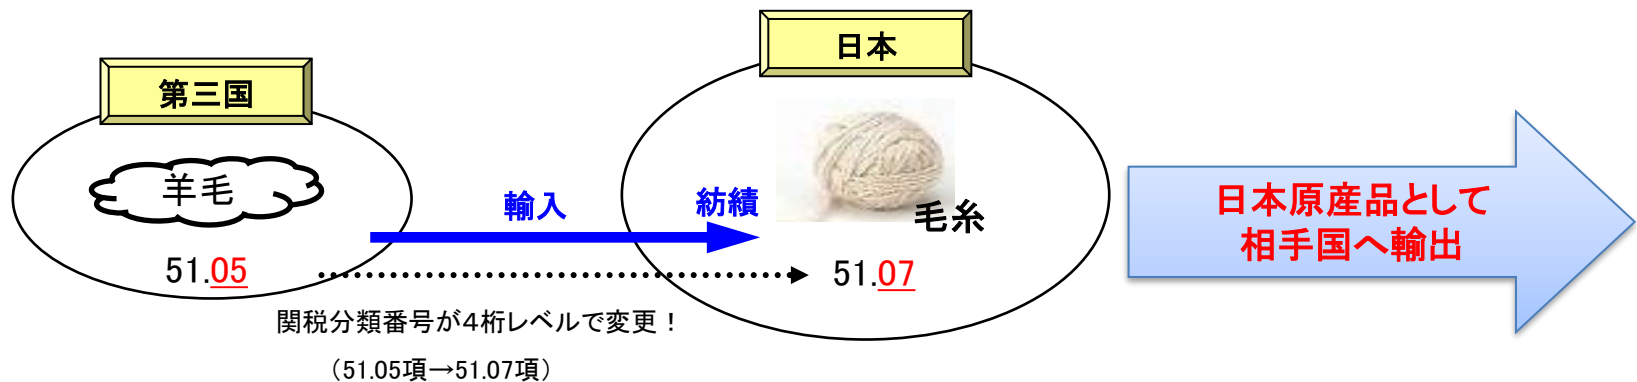 第三国
羊毛
51.05
輸入
紡績
日本
毛糸
51.07
関税分類番号が4桁レベルで変更！
（51.05項→51.07項）
日本原産品として
相手国へ輸出